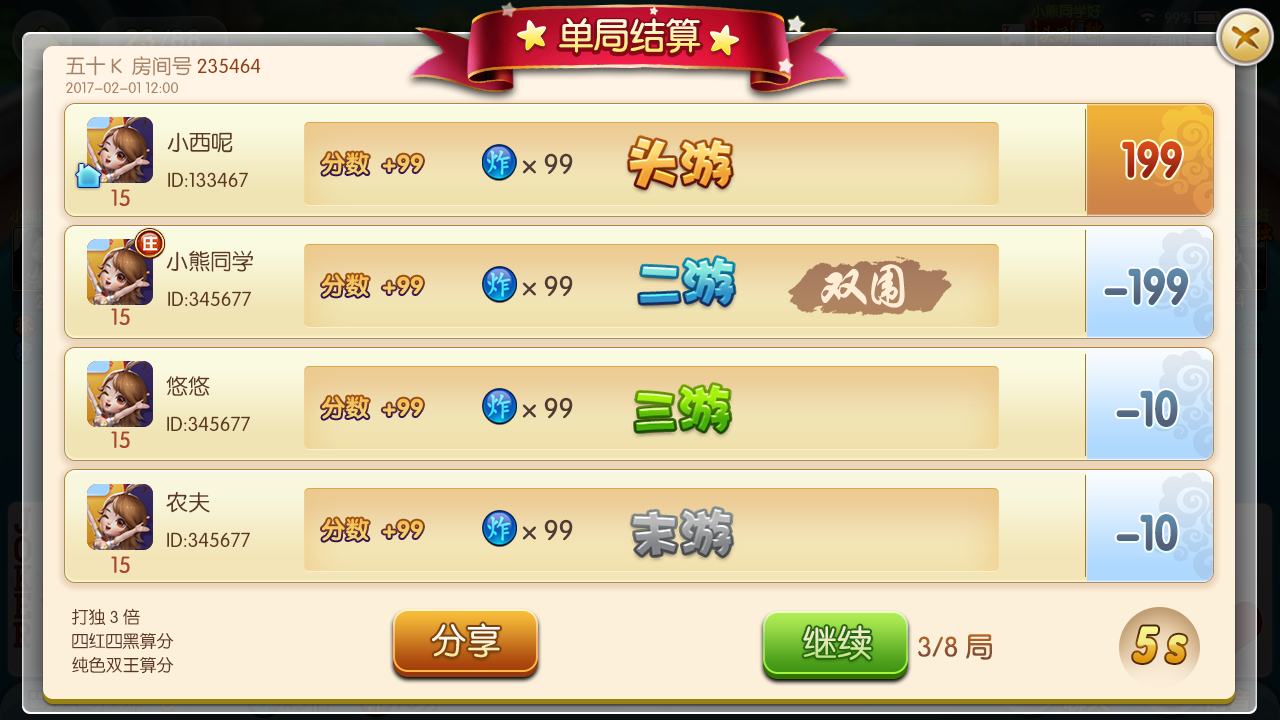 单局结算
五十K 房间号 235464
2017-02-01 12:00
小西呢
ID:133467
15
分数 +99
炸 × 99
头游
199
庄
小熊同学
ID:345677
15
分数 +99
炸 × 99
二游
双围
-199
悠悠
ID:345677
15
分数 +99
炸 × 99
三游
-10
农夫
ID:345677
15
分数 +99
炸 × 99
末游
-10
打独 3 倍
四红四黑算分
纯色双王算分
分享
继续
3/8 局
5s